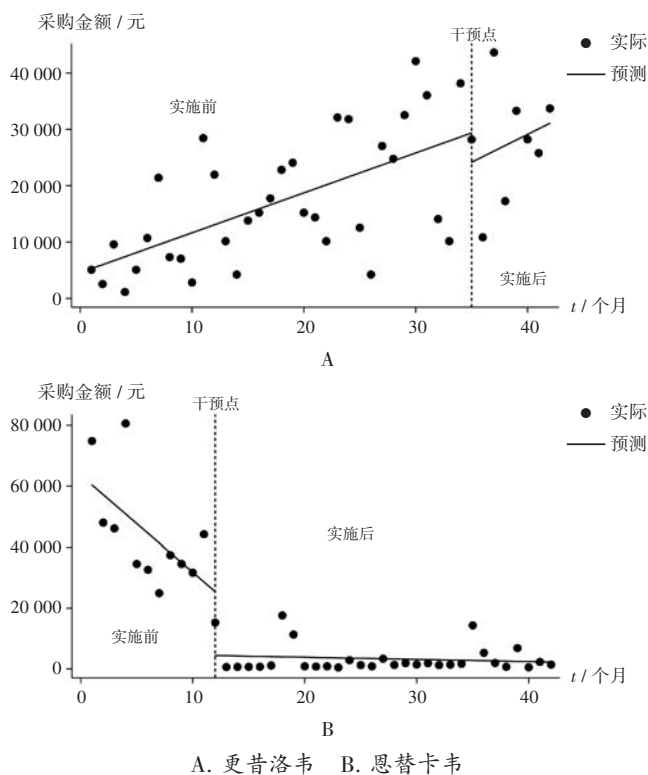 采购金额 / 元
干预点
实际
预测
40 000
实施前
30 000
20 000
10 000
实施后
0
t / 个月
0 10 20 30 40
A
采购金额 / 元
干预点
实际
80 000
预测
60 000
实施后
40 000
20 000
实施前
0
t / 个月
0 10 20 30 40
B
A. 更昔洛韦 B. 恩替卡韦